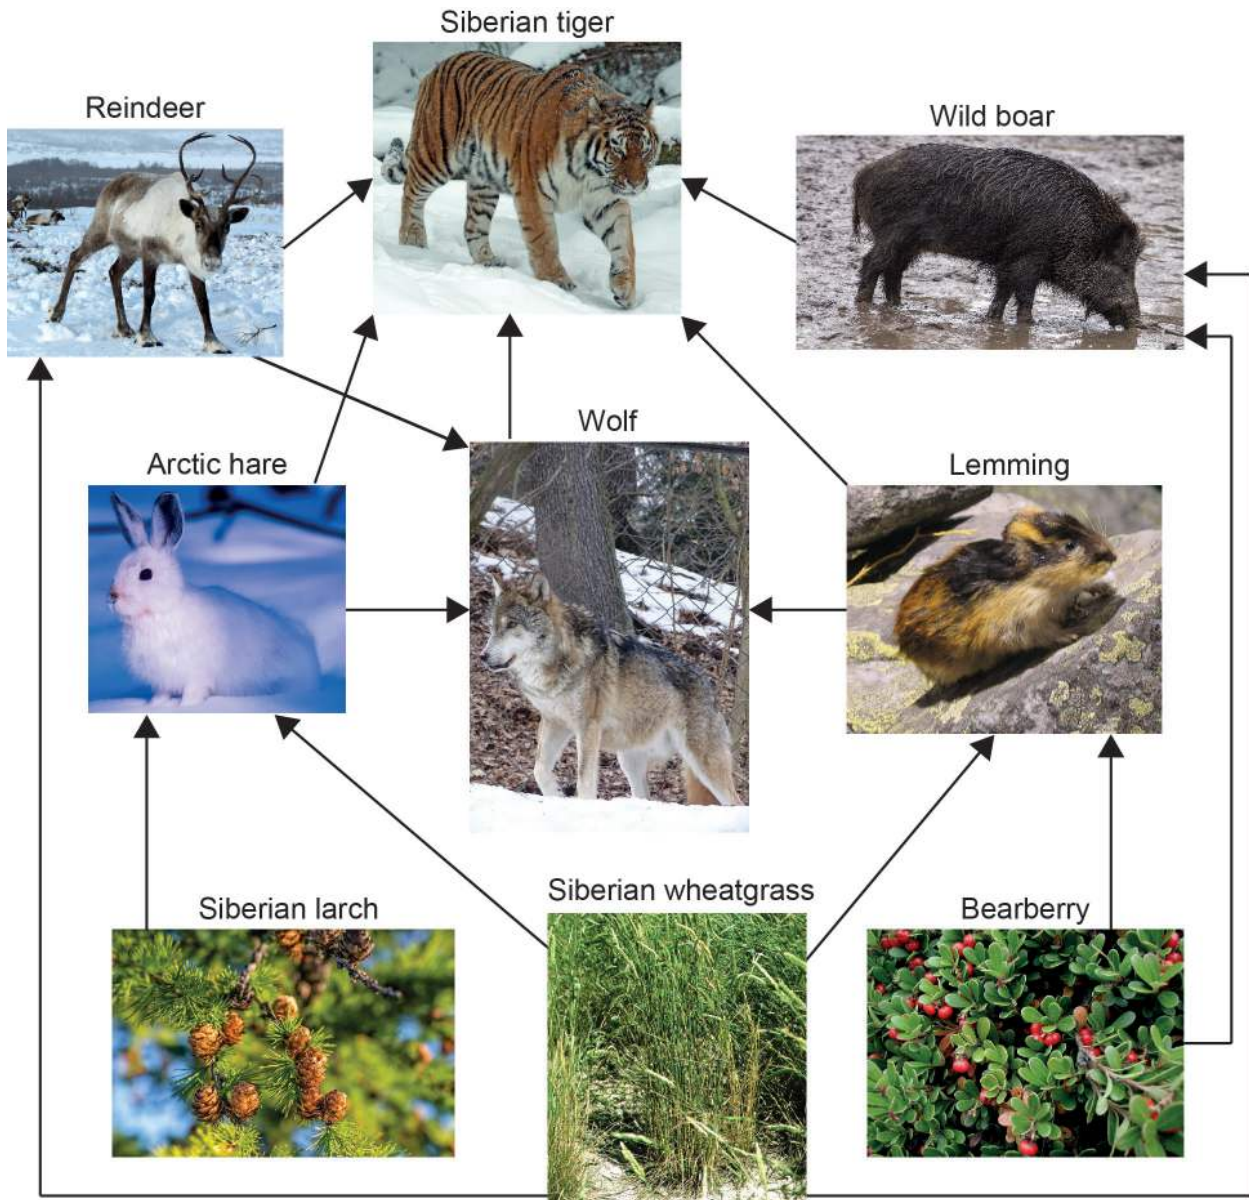 Siberian tiger
Reindeer
Wild boar
Wolf
Arctic hare
Lemming
Siberian wheatgrass
Siberian larch
Bearberry